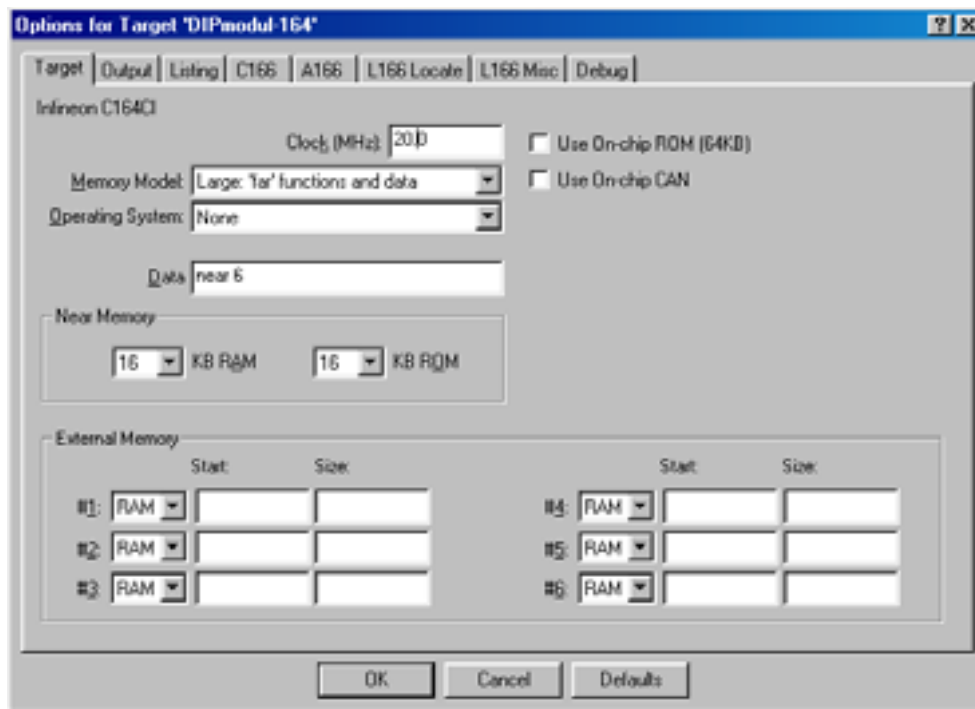 Options for Target 'DIPmodul-164'
Target Output Listing C166 A166 L166 Locate L166 Misc Debug
Infineon C164CI
Clock (MHz): 20.0 Use On-chip ROM (64KB)
Memory Model: Large: 'far' functions and data Use On-chip CAN
Operating System: None
Data near 6
Near Memory
16 KB RAM 16 KB ROM
External Memory
Start: Size: Start: Size:
#1: RAM #4: RAM
#2: RAM #5: RAM
#3: RAM #6: RAM
OK Cancel Defaults